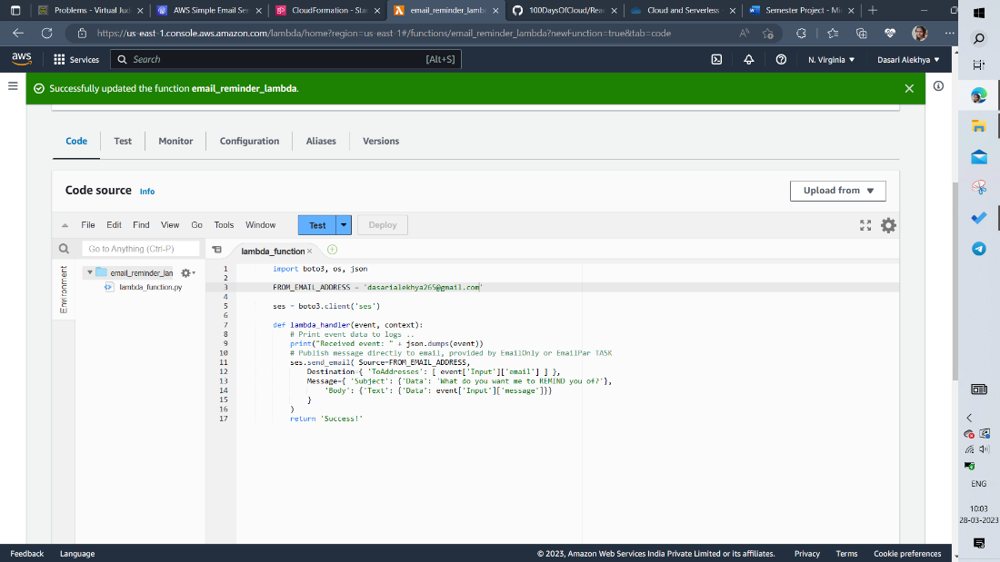 Problems - Virtual Jud
AWS Simple Email Ser
CloudFormation - Sta
email_reminder_lamb
100DaysOfCloud/Rea
Cloud and Serverless
Semester Project - Mi
https://us-east-1.console.aws.amazon.com/lambda/home?region=us-east-1#/functions/email_reminder_lambda?newFunction=true&tab=code
aws
Services
Search
[Alt+S]
N. Virginia
Dasari Alekhya
Successfully updated the function email_reminder_lambda.
Code
Test
Monitor
Configuration
Aliases
Versions
Code source
Info
Upload from
File
Edit
Find
View
Go
Tools
Window
Test
Deploy
Go to Anything (Ctrl-P)
lambda_function
Environment
email_reminder_lan
lambda_function.py
1 import boto3, os, json
2
3 FROM_EMAIL_ADDRESS = 'dasarialekhya265@gmail.com'
4
5 ses = boto3.client('ses')
6
7 def lambda_handler(event, context):
8 # Print event data to logs ..
9 print("Received event: " + json.dumps(event))
10 # Publish message directly to email, provided by EmailOnly or EmailPar TASK
11 ses.send_email( Source=FROM_EMAIL_ADDRESS,
12 Destination={ 'ToAddresses': [ event['Input']['email'] ] },
13 Message={ 'Subject': {'Data': 'What do you want me to REMIND you of?'},
14 'Body': {'Text': {'Data': event['Input']['message']}}
15 }
16 )
17 return 'Success!'
Feedback
Language
© 2023, Amazon Web Services India Private Limited or its affiliates.
Privacy
Terms
Cookie preferences
ENG
10:03
28-03-2023